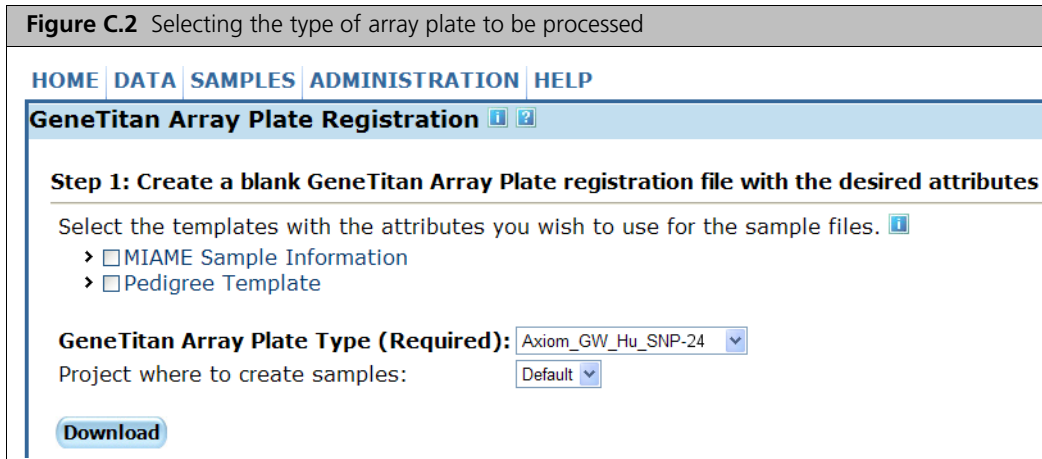 Figure C.2 Selecting the type of array plate to be processed
HOME DATA SAMPLES ADMINISTRATION HELP
GeneTitan Array Plate Registration i ?
Step 1: Create a blank GeneTitan Array Plate registration file with the desired attributes
Select the templates with the attributes you wish to use for the sample files. i
MIAME Sample Information
Pedigree Template
GeneTitan Array Plate Type (Required): Axiom_GW_Hu_SNP-24
Project where to create samples: Default
Download